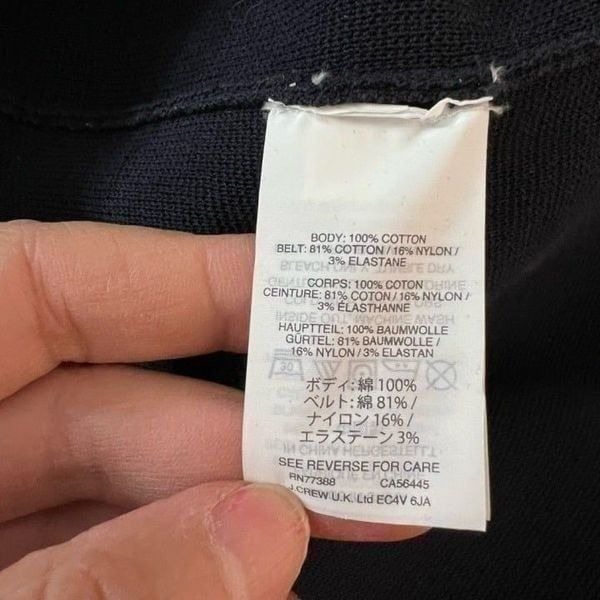 BODY: 100% COTTON
BELT: 81% COTTON / 16% NYLON /
3% ELASTANE
CORPS: 100% COTON
CEINTURE: 81% COTON / 16% NYLON /
3% ÉLASTHANNE
HAUPTTEIL: 100% BAUMWOLLE
GÜRTEL: 81% BAUMWOLLE /
16% NYLON / 3% ELASTAN
ボディ: 綿 100%
ベルト: 綿 81% /
ナイロン 16% /
エラステーン 3%
SEE REVERSE FOR CARE
RN77388 CA56445
J.CREW U.K. Ltd EC4V 6JA